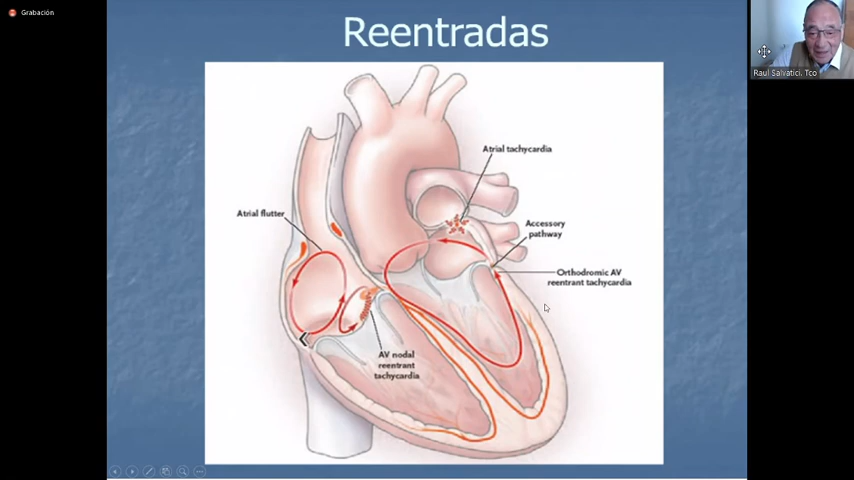 Grabación
Reentradas
Raul Salvatici, Tco
Atrial tachycardia
Atrial flutter
Accessory
pathway
Orthodromic AV
reentrant tachycardia
AV nodal
reentrant
tachycardia